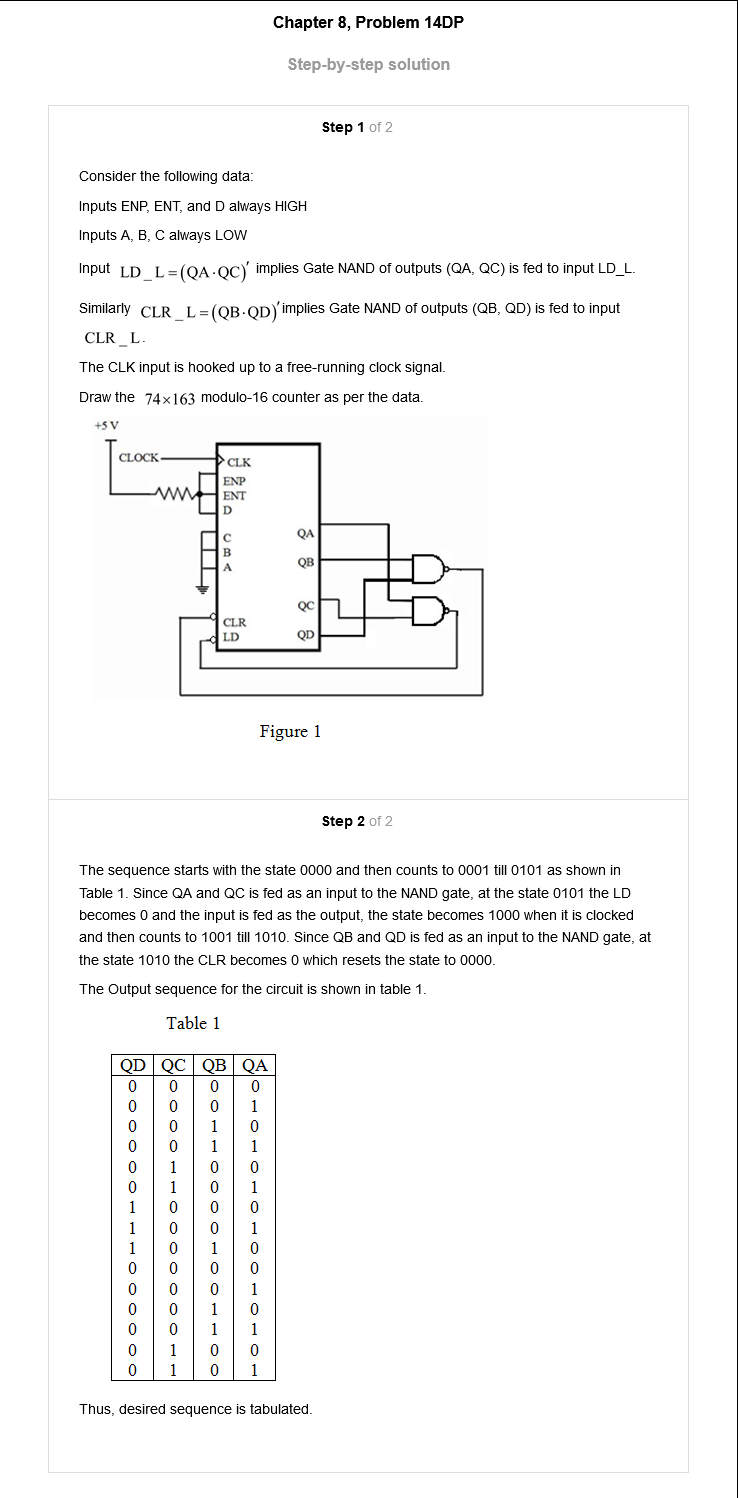 Chapter 8, Problem 14DP
Step-by-step solution
Step 1 of 2
Consider the following data:
Inputs ENP, ENT, and D always HIGH
Inputs A, B, C always LOW
Input LD_L=(QA·QC)′ implies Gate NAND of outputs (QA, QC) is fed to input LD_L.
Similarly CLR_L=(QB·QD)′ implies Gate NAND of outputs (QB, QD) is fed to input
CLR_L.
The CLK input is hooked up to a free-running clock signal.
Draw the 74×163 modulo-16 counter as per the data.
+5 V
CLOCK
CLK
ENP
ENT
D
C
B
A
CLR
LD
QA
QB
QC
QD
Figure 1
Step 2 of 2
The sequence starts with the state 0000 and then counts to 0001 till 0101 as shown in
Table 1. Since QA and QC is fed as an input to the NAND gate, at the state 0101 the LD
becomes 0 and the input is fed as the output, the state becomes 1000 when it is clocked
and then counts to 1001 till 1010. Since QB and QD is fed as an input to the NAND gate, at
the state 1010 the CLR becomes 0 which resets the state to 0000.
The Output sequence for the circuit is shown in table 1.
Table 1
QD QC QB QA
0 0 0 0
0 0 0 1
0 0 1 0
0 0 1 1
0 1 0 0
0 1 0 1
1 0 0 0
1 0 0 1
1 0 1 0
0 0 0 0
0 0 0 1
0 0 1 0
0 0 1 1
0 1 0 0
0 1 0 1
Thus, desired sequence is tabulated.